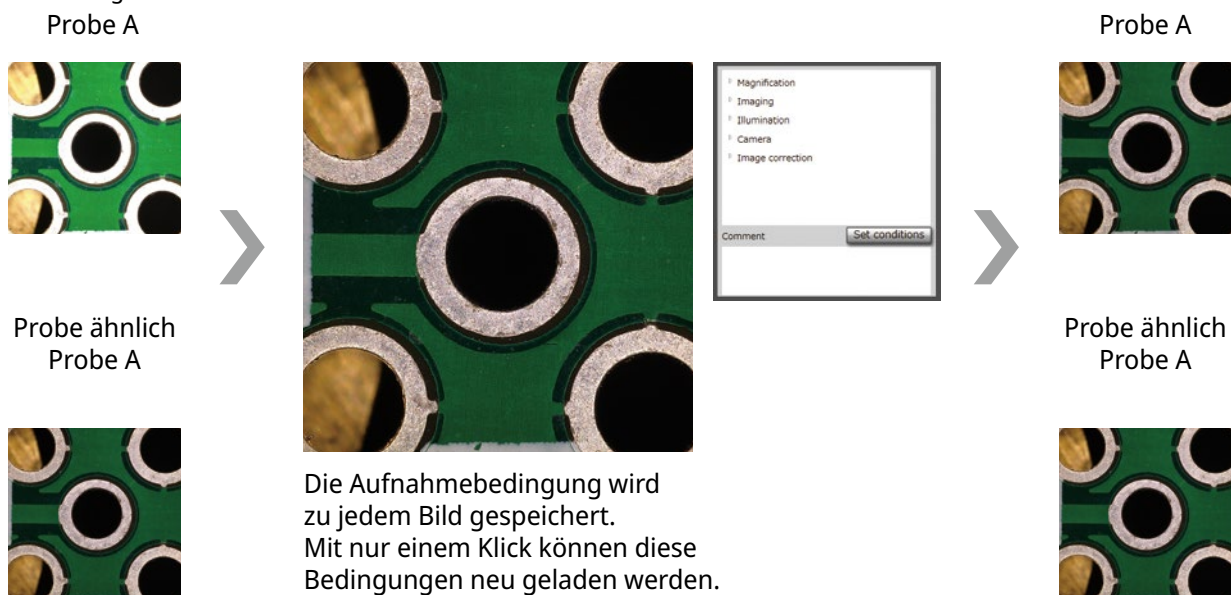 Probe A
Probe A
Magnification
Imaging
Illumination
Camera
Image correction
Comment
Set conditions
Probe ähnlich
Probe A
Probe ähnlich
Probe A
Die Aufnahmebedingung wird
zu jedem Bild gespeichert.
Mit nur einem Klick können diese
Bedingungen neu geladen werden.